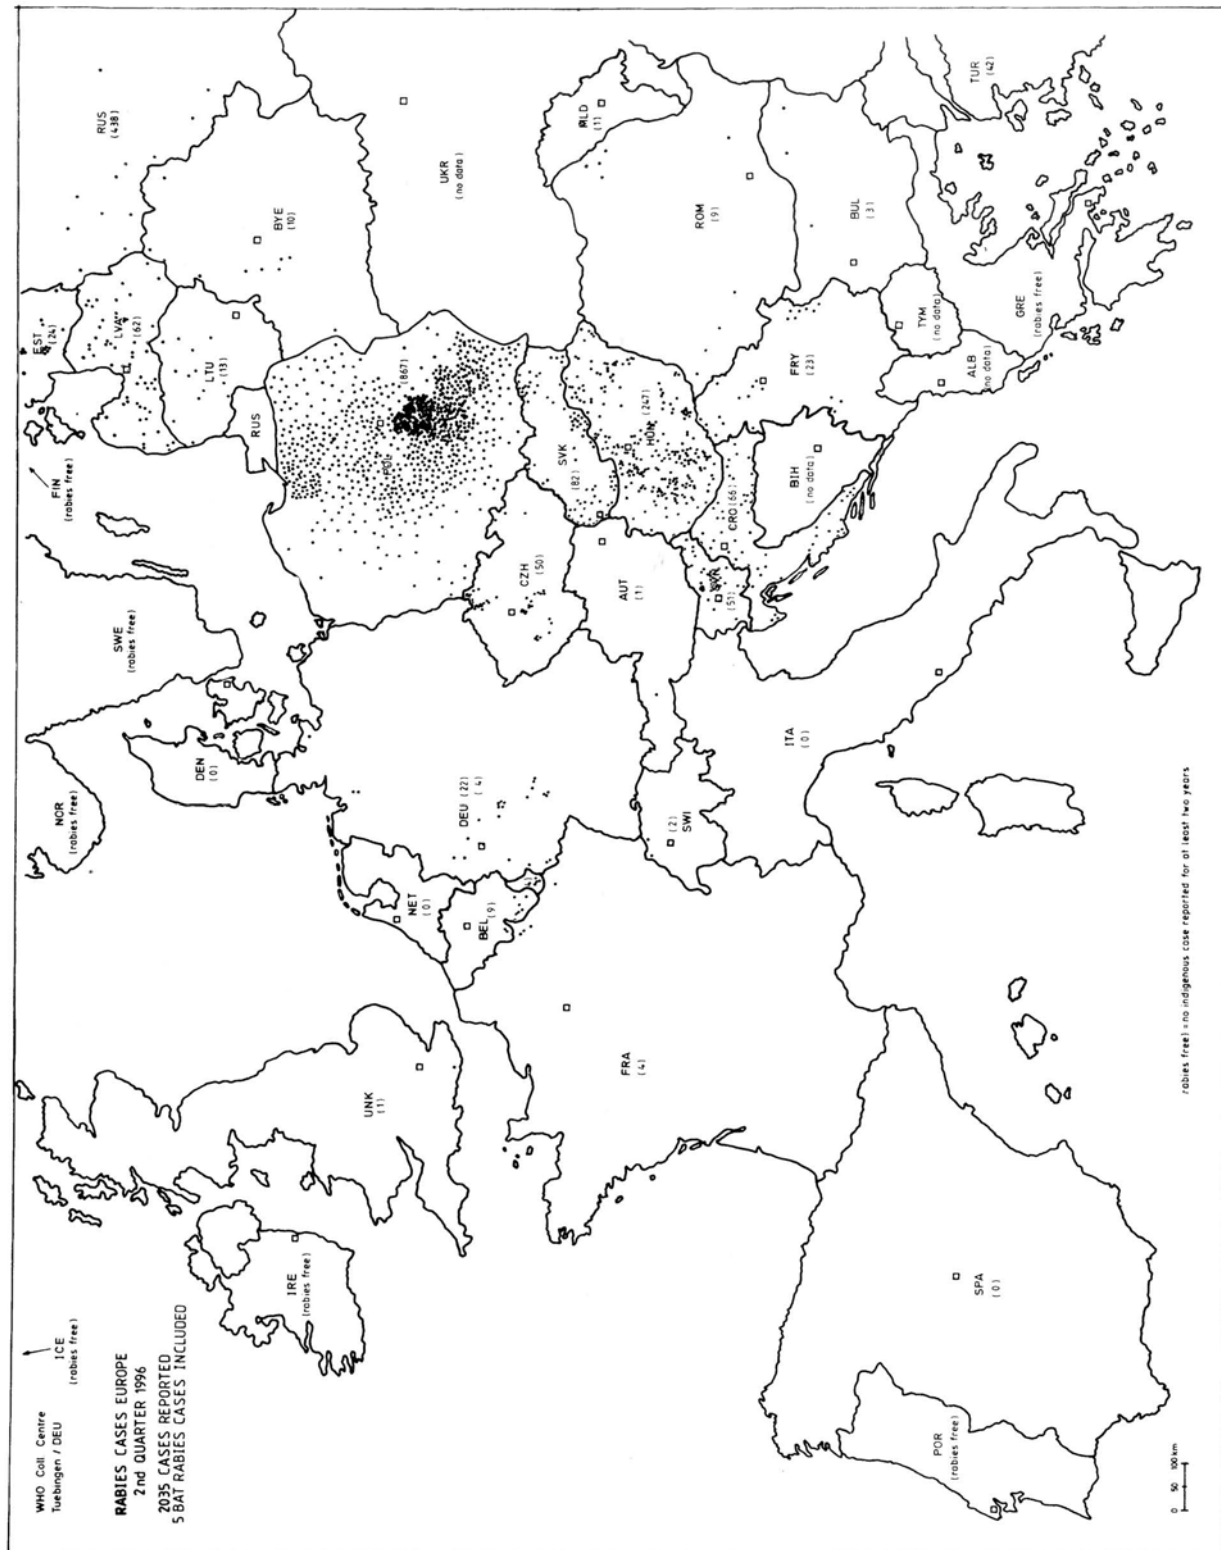 WHO Coll. Centre
Tuebingen / DEU
RABIES CASES EUROPE
2nd QUARTER 1996
2035 CASES REPORTED
5 BAT RABIES CASES INCLUDED
ICE
(rabies free)
IRE
(rabies free)
UNK
(1)
NOR
(rabies free)
SWE
(rabies free)
FIN
(rabies free)
EST
(24)
LVA
(62)
LTU
(13)
RUS
RUS
(438)
BYE
(10)
UKR
(no data)
DEN
(0)
NET
(0)
BEL
(9)
DEU (22)
(4)
POL
(867)
CZH
(50)
SVK
(82)
HUN
(247)
AUT
(1)
MLD
(1)
ROM
(9)
FRA
(4)
(2)
SWI
ITA
(0)
SVN
(51)
CRO (66)
BIH
(no data)
FRY
(23)
BUL
(3)
TYM
(no data)
ALB
(no data)
GRE
(rabies free)
TUR
(42)
POR
(rabies free)
SPA
(0)
0 50 100 km
rabies free) = no indigenous case reported for at least two years